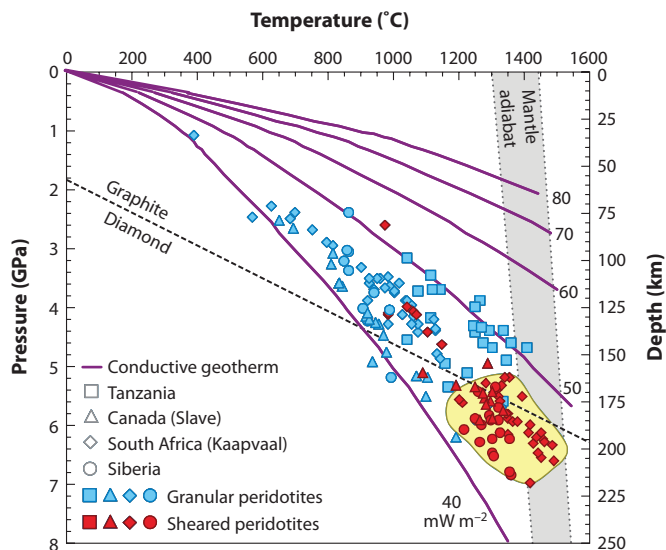 Temperature (˚C)
0 200 400 600 800 1000 1200 1400 1600
Pressure (GPa)
0
1
2
3
4
5
6
7
8
Depth (km)
0
25
50
75
100
125
150
175
200
225
250
Mantle
adiabat
Graphite
Diamond
80
70
60
50
40
mW m−2
Conductive geotherm
Tanzania
Canada (Slave)
South Africa (Kaapvaal)
Siberia
Granular peridotites
Sheared peridotites